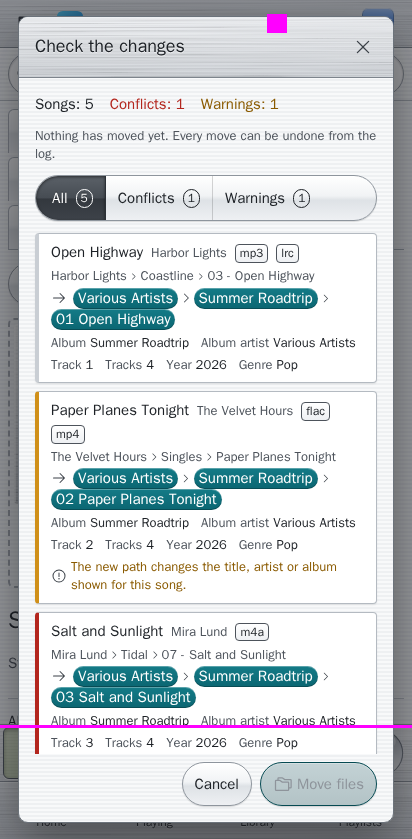 Check the changes
Songs: 5 Conflicts: 1 Warnings: 1
Nothing has moved yet. Every move can be undone from the
log.
All 5 Conflicts 1 Warnings 1
Open Highway Harbor Lights mp3 lrc
Harbor Lights > Coastline > 03 - Open Highway
→ Various Artists > Summer Roadtrip >
01 Open Highway
Album Summer Roadtrip Album artist Various Artists
Track 1 Tracks 4 Year 2026 Genre Pop
Paper Planes Tonight The Velvet Hours flac
mp4
The Velvet Hours > Singles > Paper Planes Tonight
→ Various Artists > Summer Roadtrip >
02 Paper Planes Tonight
Album Summer Roadtrip Album artist Various Artists
Track 2 Tracks 4 Year 2026 Genre Pop
The new path changes the title, artist or album
shown for this song.
Salt and Sunlight Mira Lund m4a
Mira Lund > Tidal > 07 - Salt and Sunlight
→ Various Artists > Summer Roadtrip >
03 Salt and Sunlight
Album Summer Roadtrip Album artist Various Artists
Track 3 Tracks 4 Year 2026 Genre Pop
Cancel Move files